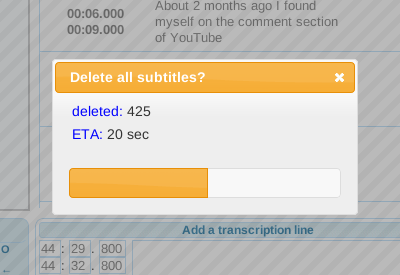 00:06.000
00:09.000
About 2 months ago I found
myself on the comment section
of YouTube
Delete all subtitles? ✖
deleted: 425
ETA: 20 sec
Add a transcription line
O
←
44 : 29 . 800
44 : 32 . 800